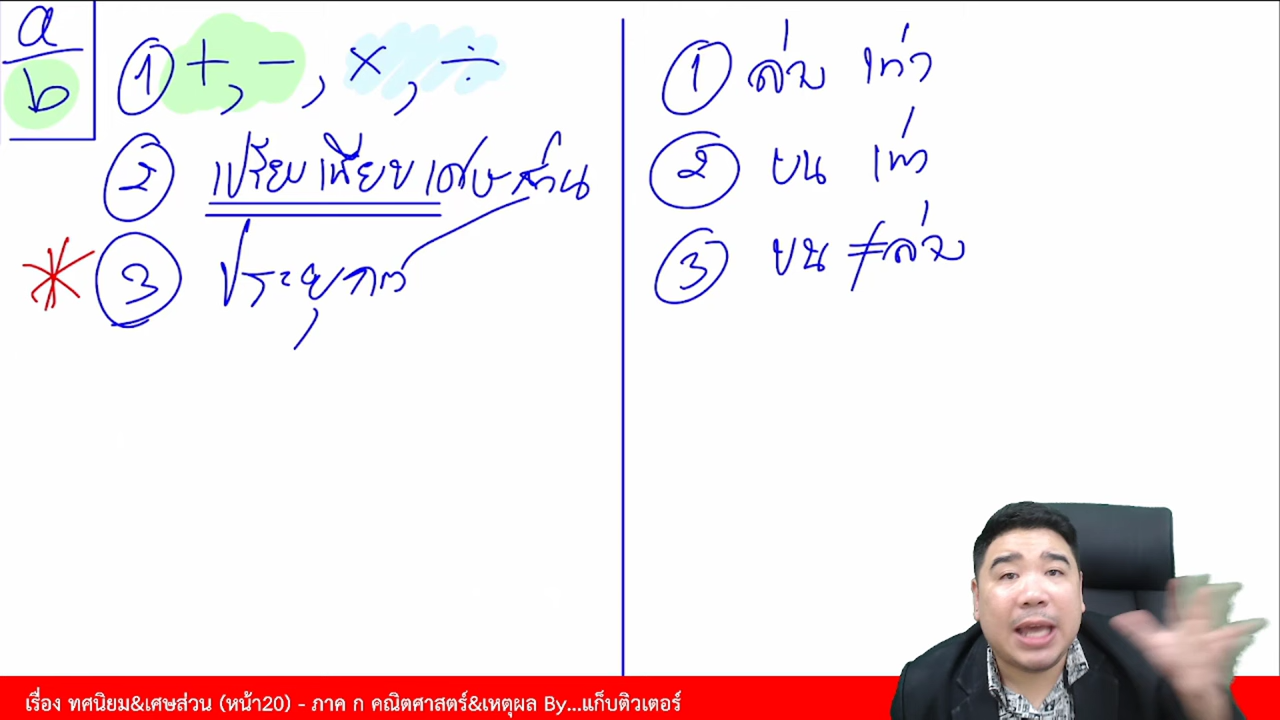 a
b
① +, -, ×, ÷
② เปรียบเทียบเศษส่วน
③ ประยุกต์
① ล่าง เท่า
② บน เท่า
③ บน ≠ ล่าง
เรื่อง ทศนิยม&เศษส่วน (หน้า20) - ภาค ก คณิตศาสตร์&เหตุผล By...แก็บติวเตอร์